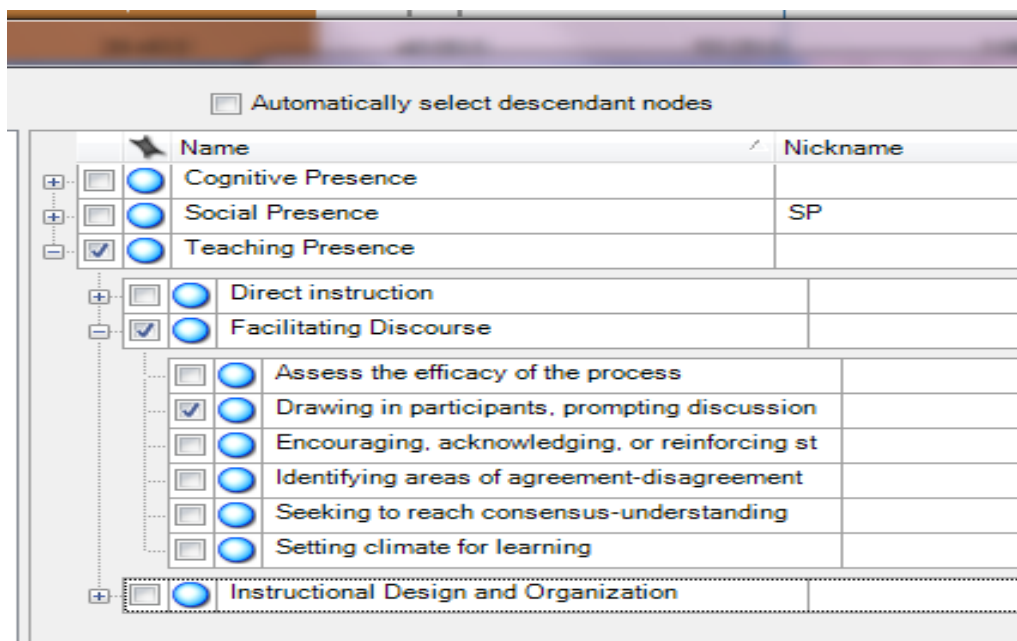 Automatically select descendant nodes
Name Nickname
Cognitive Presence
Social Presence SP
Teaching Presence
Direct instruction
Facilitating Discourse
Assess the efficacy of the process
Drawing in participants, prompting discussion
Encouraging, acknowledging, or reinforcing st
Identifying areas of agreement-disagreement
Seeking to reach consensus-understanding
Setting climate for learning
Instructional Design and Organization